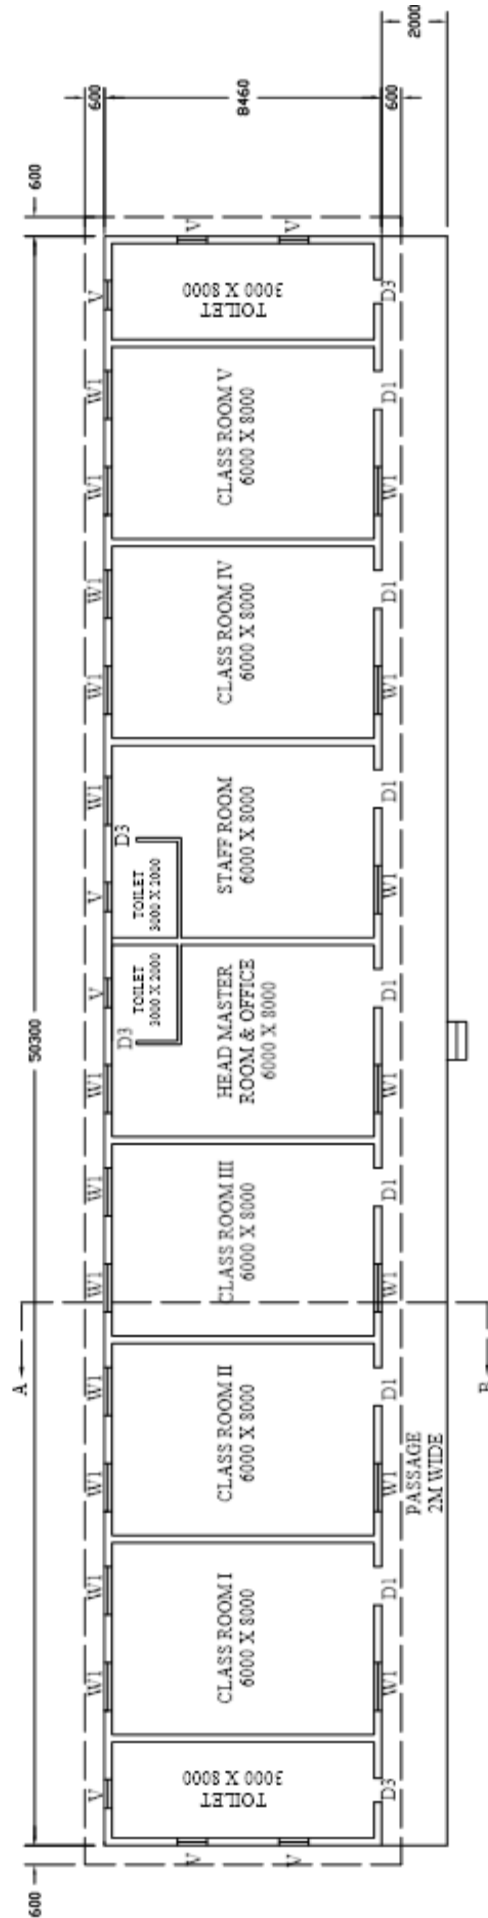 600
50300
600
A
V
W1
W1
W1
W1
W1
W1
W1
V
V
W1
W1
W1
W1
W1
V
600
V
V
TOILET
3000 X 8000
CLASS ROOM I
6000 X 8000
CLASS ROOM II
6000 X 8000
CLASS ROOM III
6000 X 8000
D3
TOILET
3000 X 2000
HEAD MASTER
ROOM & OFFICE
6000 X 8000
TOILET
3000 X 2000
D3
STAFF ROOM
6000 X 8000
CLASS ROOM IV
6000 X 8000
CLASS ROOM V
6000 X 8000
TOILET
3000 X 8000
V
V
8460
D3
W1
D1
W1
D1
W1
D1
W1
D1
W1
D1
W1
D1
W1
D1
D3
600
PASSAGE
2M WIDE
2000